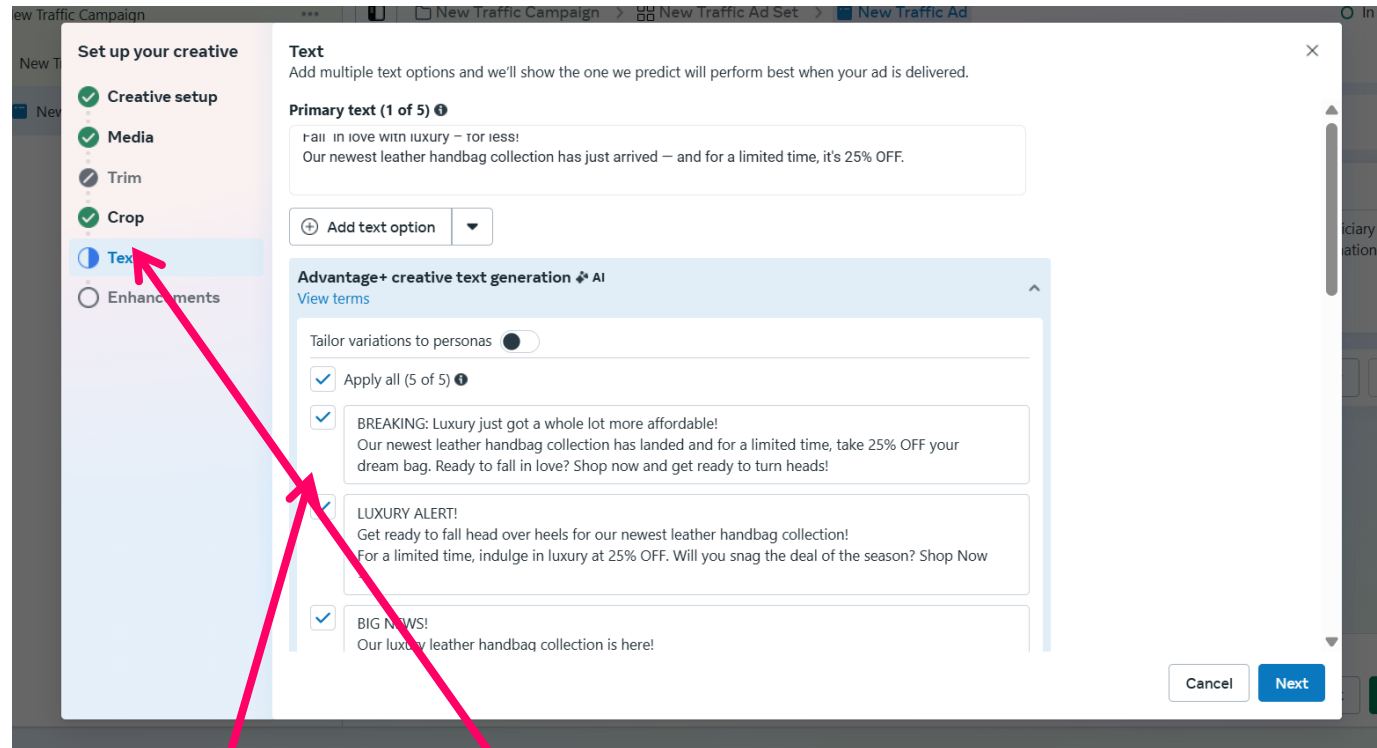 ew Traffic Campaign
New Traffic Campaign > New Traffic Ad Set > New Traffic Ad
In
Set up your creative
New T
Creative setup
New
Media
Trim
Crop
Tex
Enhancements
Text
Add multiple text options and we'll show the one we predict will perform best when your ad is delivered.
Primary text (1 of 5)
Fall in love with luxury – for less!
Our newest leather handbag collection has just arrived — and for a limited time, it's 25% OFF.
Add text option
Advantage+ creative text generation AI
View terms
Tailor variations to personas
Apply all (5 of 5)
BREAKING: Luxury just got a whole lot more affordable!
Our newest leather handbag collection has landed and for a limited time, take 25% OFF your
dream bag. Ready to fall in love? Shop now and get ready to turn heads!
LUXURY ALERT!
Get ready to fall head over heels for our newest leather handbag collection!
For a limited time, indulge in luxury at 25% OFF. Will you snag the deal of the season? Shop Now
BIG NEWS!
Our luxury leather handbag collection is here!
Cancel
Next
iciary
ation